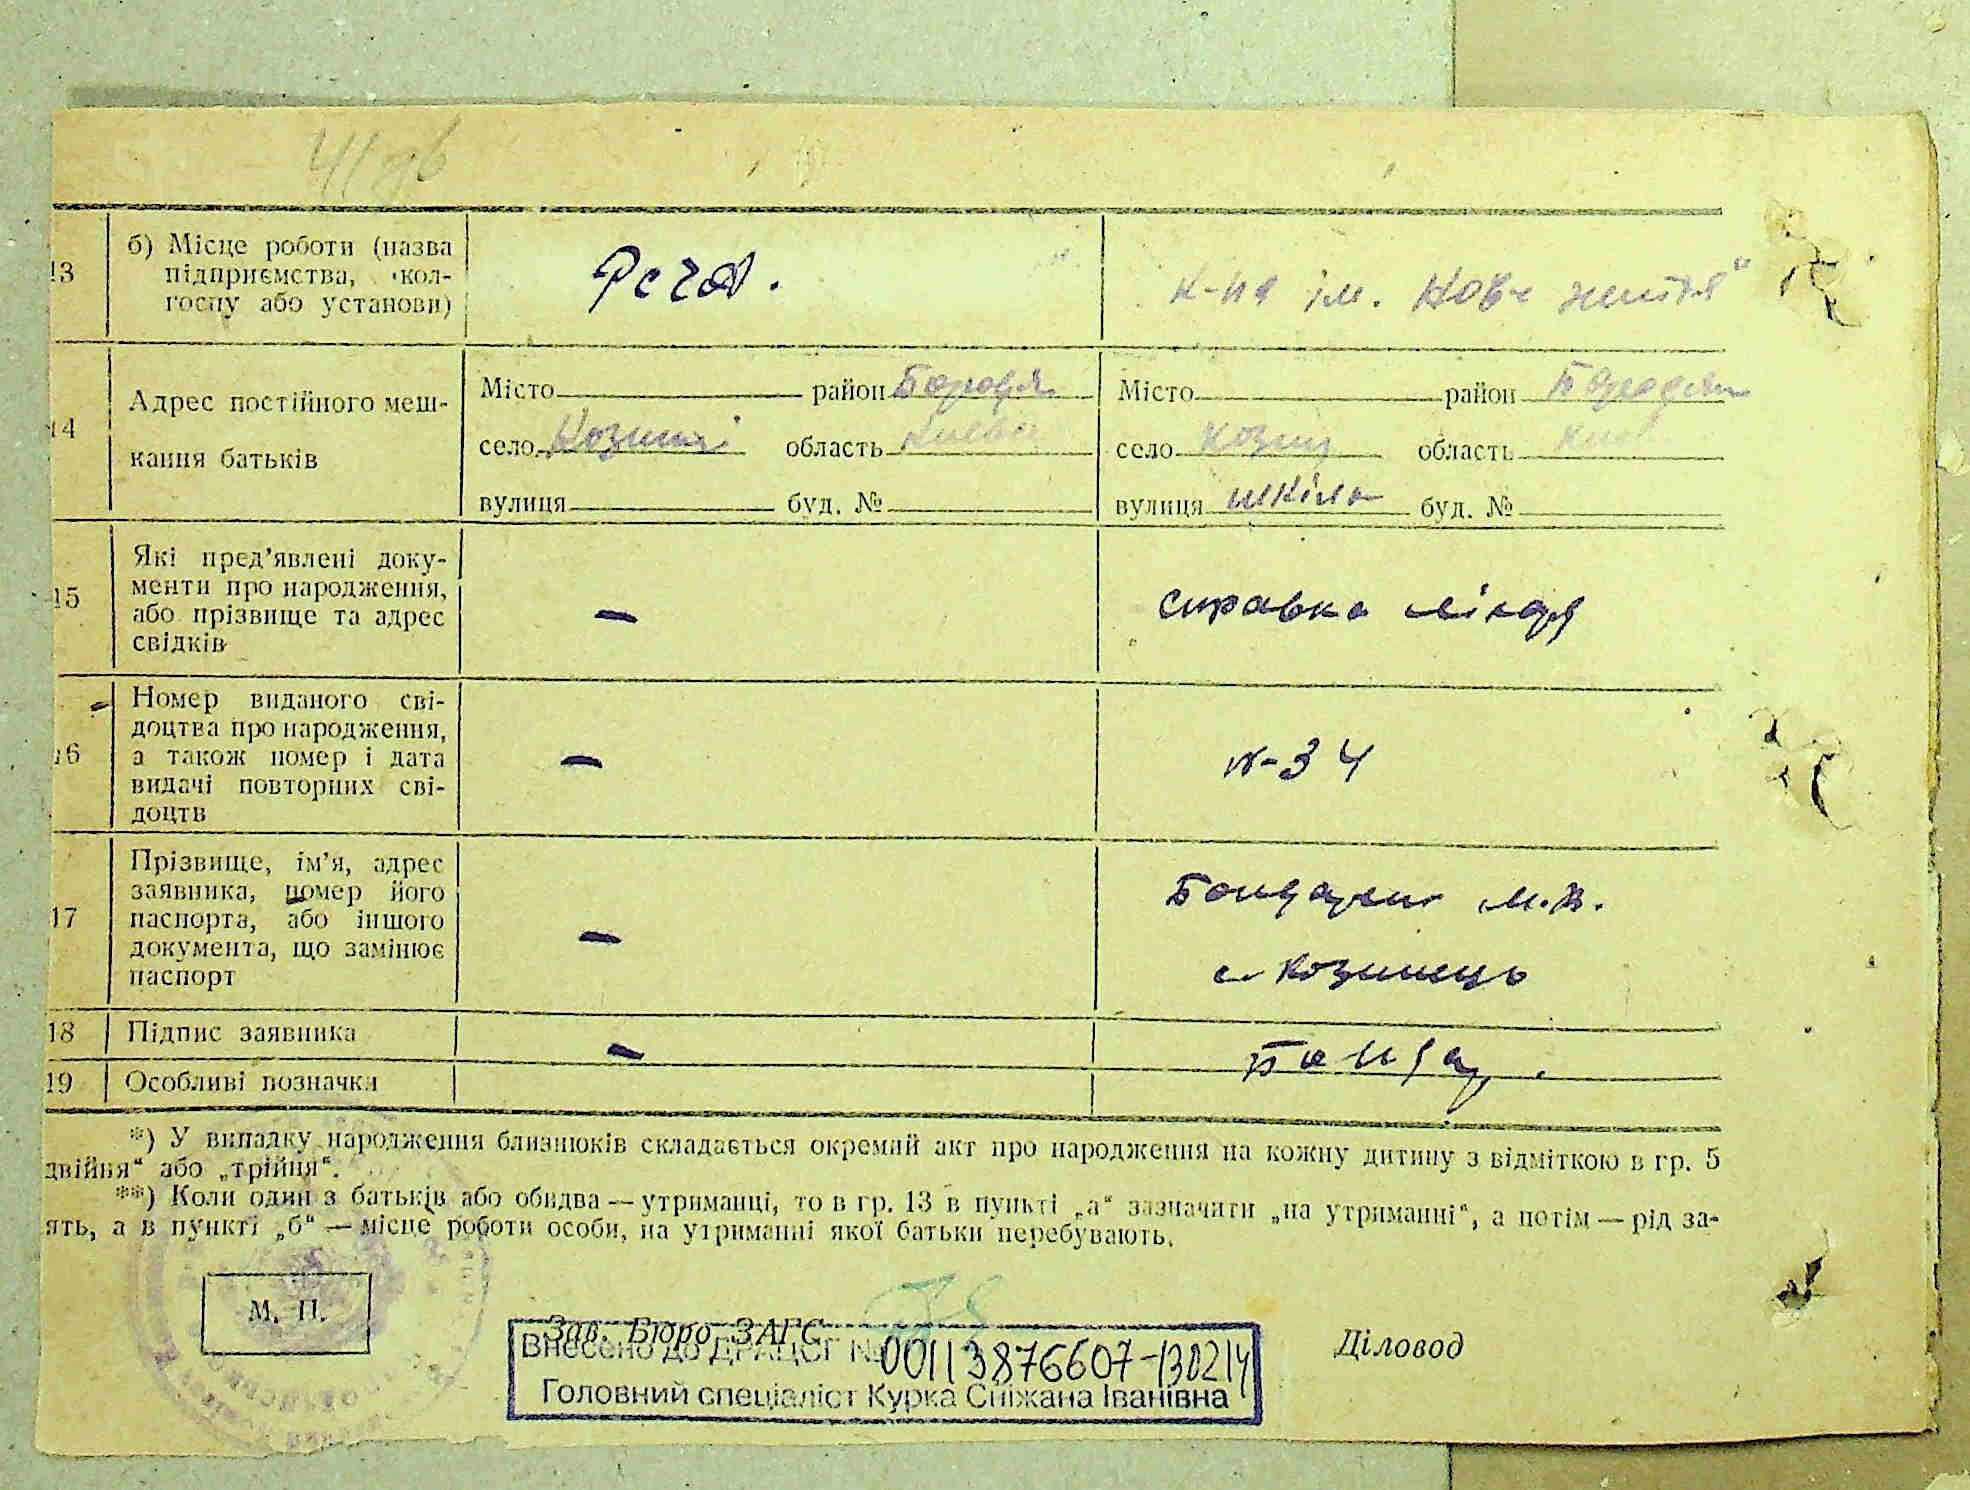 13
б) Місце роботи (назва
підприємства, кол-
госпу або установи)
к-на ім. Нове життя"
14
Адрес постійного меш-
кання батьків
Місто район Бородя
село область Києво
вулиця буд. №
Місто район Бородян
село Козин область Київ
вулиця школа буд. №
15
Які пред’явлені доку-
менти про народження,
або прізвище та адрес
свідків
—
справка лікаря
16
Номер виданого сві-
доцтва про народження,
а також номер і дата
видачі повторних сві-
доцтв
—
н-34
17
Прізвище, ім’я, адрес
заявника, номер його
паспорта, або іншого
документа, що замінює
паспорт
—
Бондаренко М.
с. Козинець
18
Підпис заявника
—
Бондар.
19
Особливі позначки
*) У випадку народження близнюків складається окремий акт про народження на кожну дитину з відміткою в гр. 5
двійня“ або „трійня“.
**) Коли один з батьків або обидва — утриманці, то в гр. 13 в пункті „а“ зазначити „на утриманні“, а потім — рід за-
ять, а в пункті „б“ — місце роботи особи, на утриманні якої батьки перебувають.
М. П.
Зав. Бюро ЗАГС
Діловод
Внесено до ДРАЦСГ № 00113876607-130214
Головний спеціаліст Курка Сніжана Іванівна